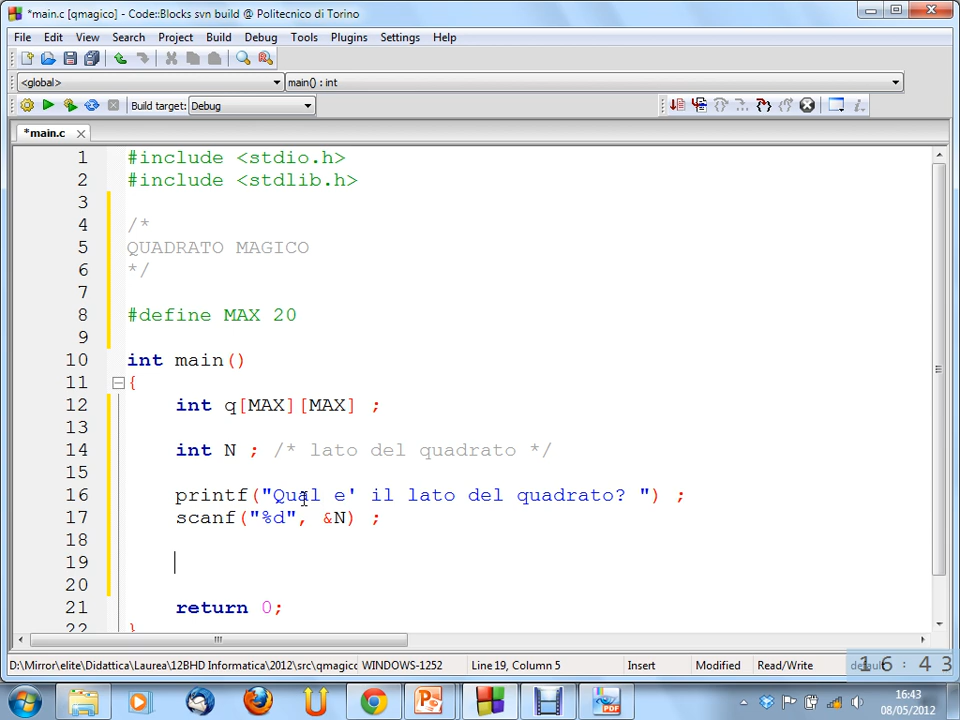 *main.c [qmagico] - Code::Blocks svn build @ Politecnico di Torino
File Edit View Search Project Build Debug Tools Plugins Settings Help
<global> main() : int
Build target: Debug
*main.c
1 #include <stdio.h>
2 #include <stdlib.h>
3
4 /*
5 QUADRATO MAGICO
6 */
7
8 #define MAX 20
9
10 int main()
11 {
12 int q[MAX][MAX] ;
13
14 int N ; /* lato del quadrato */
15
16 printf("Qual e' il lato del quadrato? ") ;
17 scanf("%d", &N) ;
18
19
20
21 return 0;
22 }
D:\Mirror\elite\Didattica\Laurea\12BHD Informatica\2012\src\qmagicc WINDOWS-1252 Line 19, Column 5 Insert Modified Read/Write default
16:43
16:43
08/05/2012